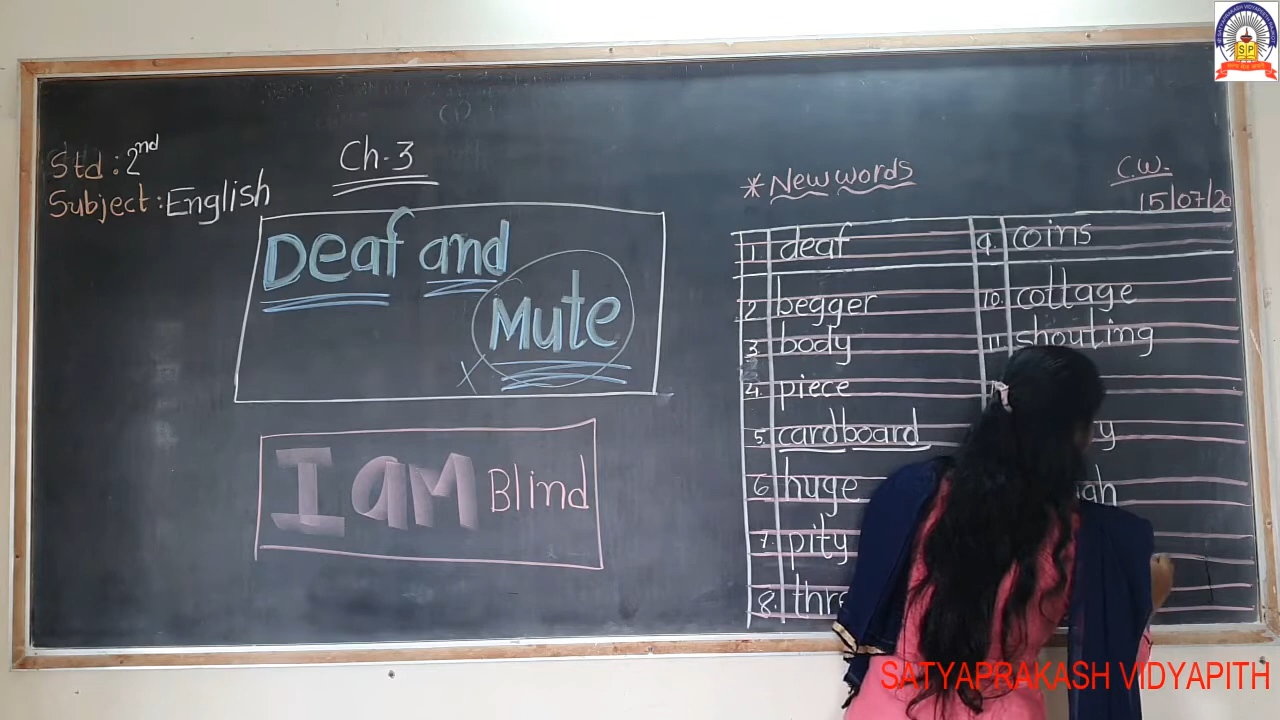 Std : 2nd
Subject : English
Ch-3
Deaf and
Mute
X
I am Blind
* New words
C.W.
15/07/20
1. deaf
2 begger
3 body
4. piece
5. cardboard
6 huge
7. pity
8.
9. coins
10. cottage
11. shouting
SP
SATYAPRAKASH VIDYAPITH